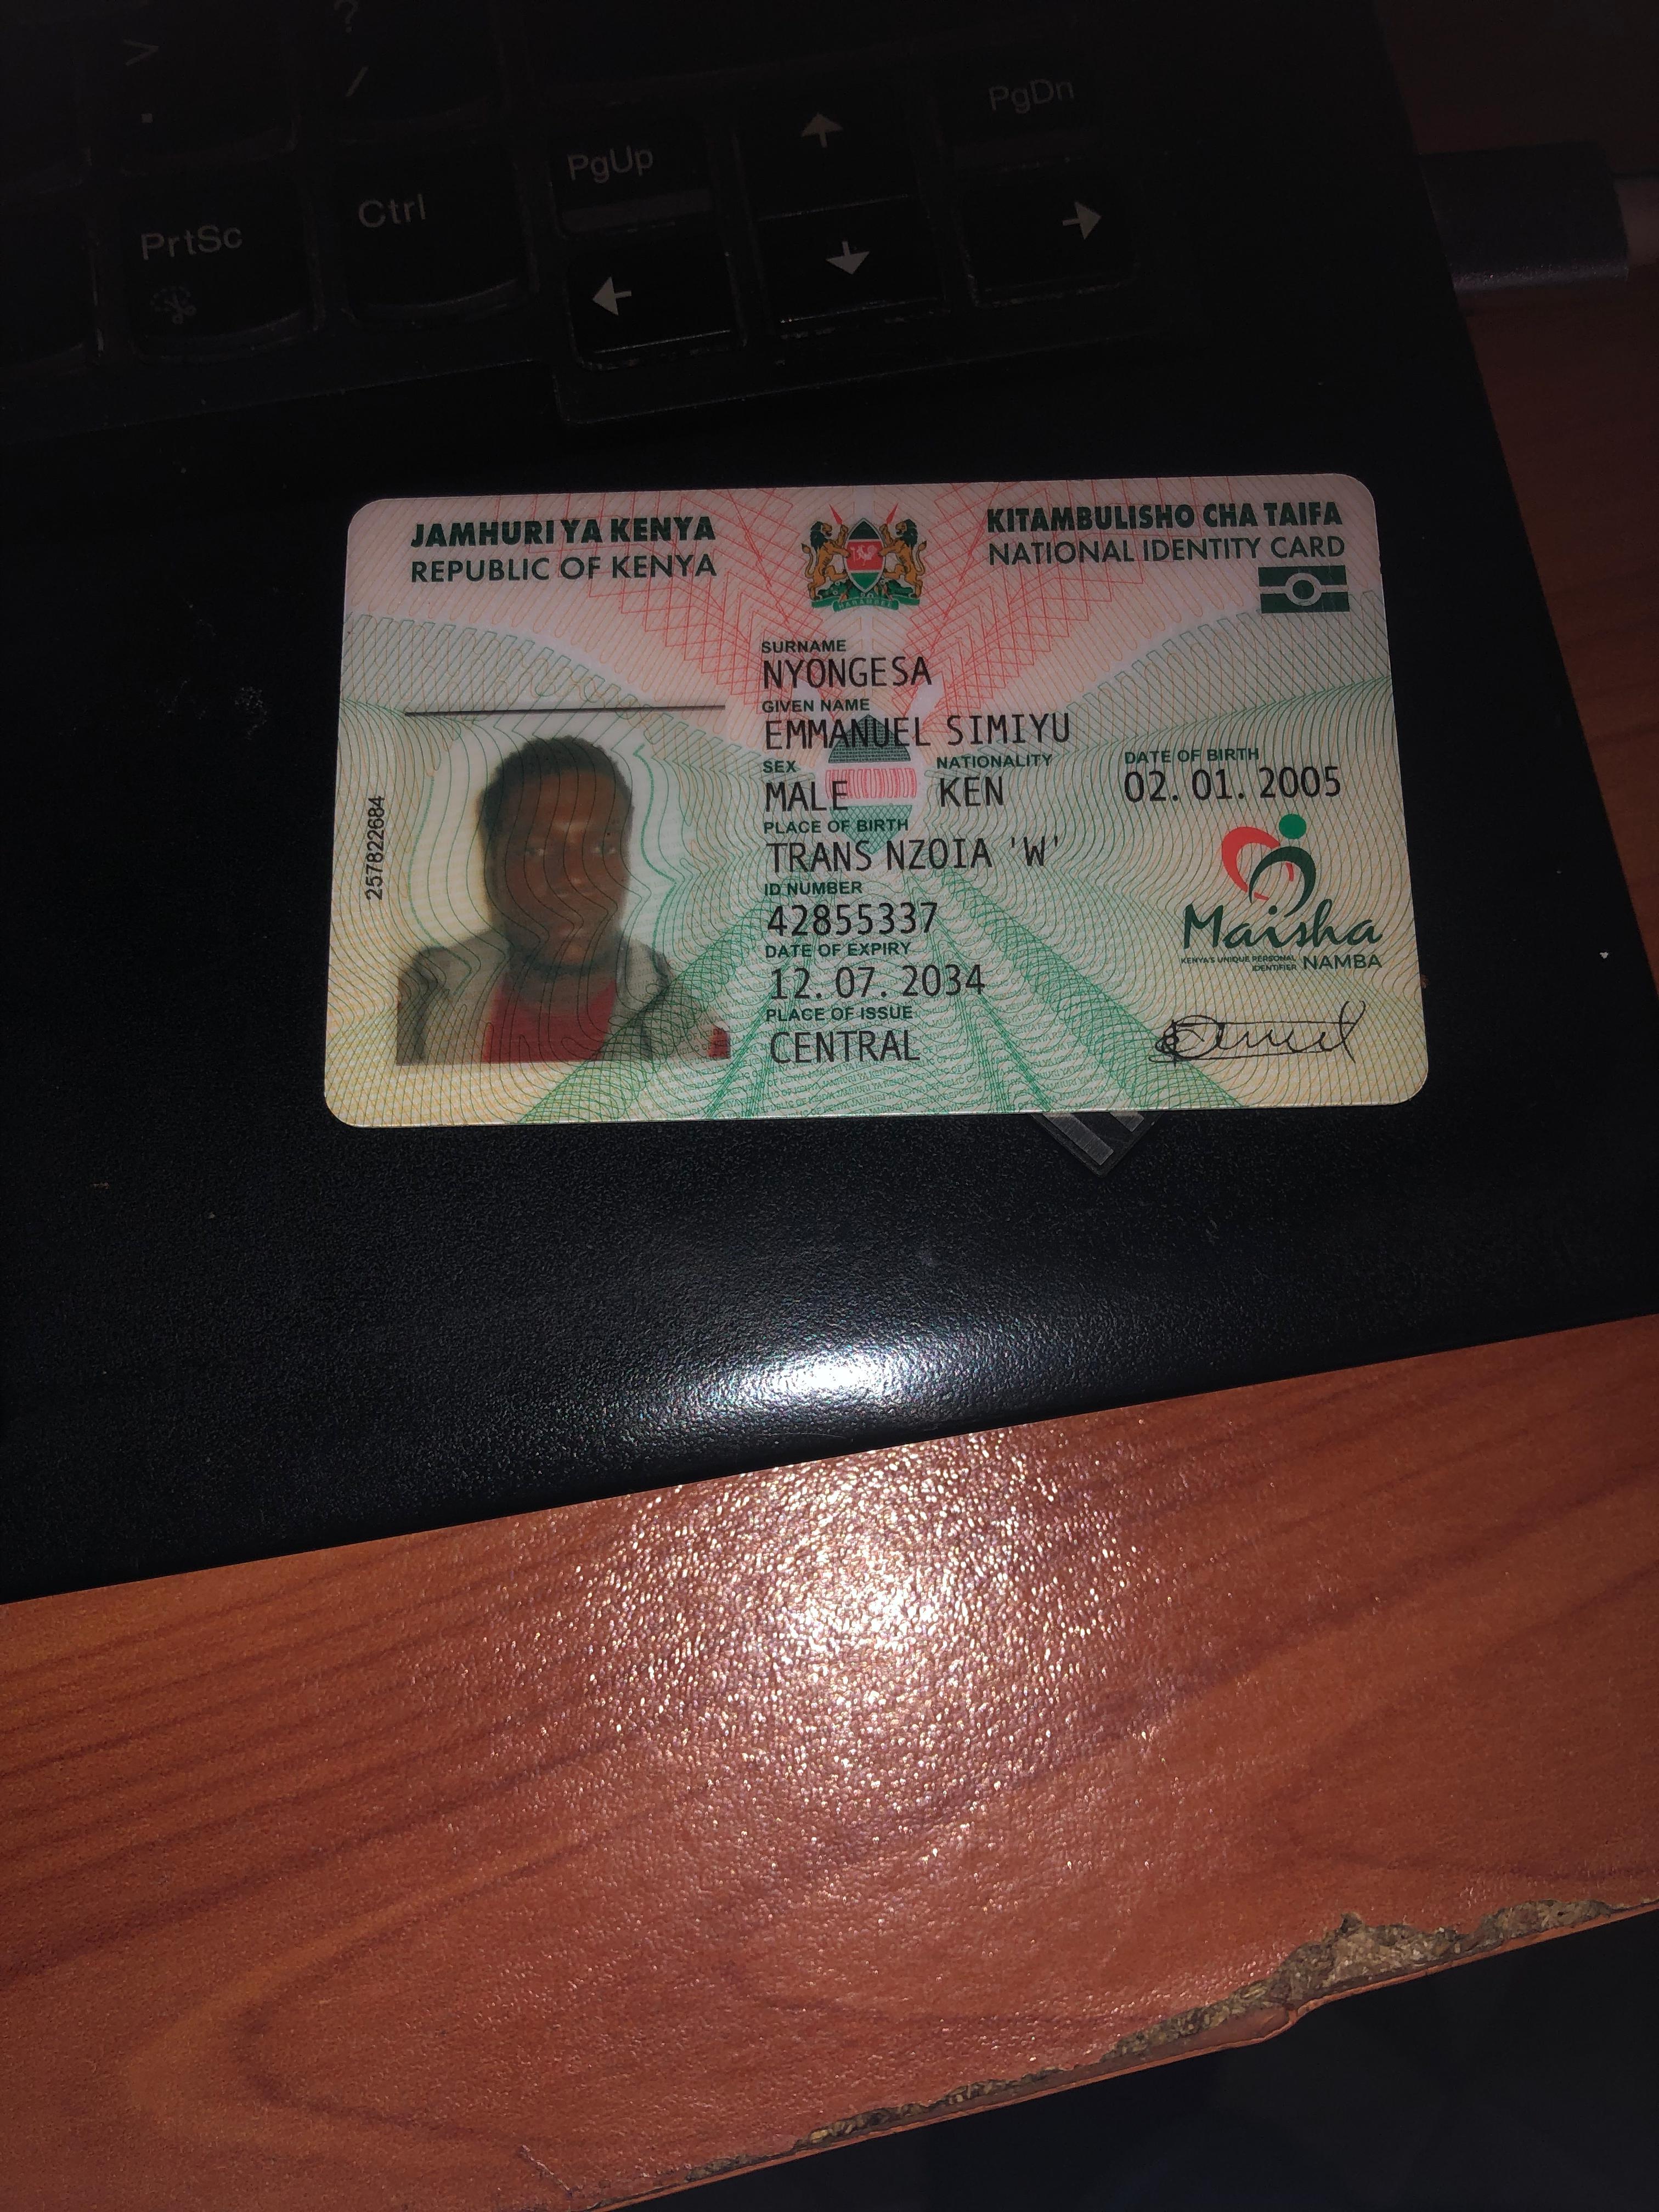 >
.
?
/
PrtSc
Ctrl
PgUp
PgDn
JAMHURI YA KENYA
REPUBLIC OF KENYA
HARAMBEE
KITAMBULISHO CHA TAIFA
NATIONAL IDENTITY CARD
SURNAME
NYONGESA
GIVEN NAME
EMMANUEL SIMIYU
SEX
MALE
NATIONALITY
KEN
DATE OF BIRTH
02. 01. 2005
PLACE OF BIRTH
TRANS NZOIA 'W'
ID NUMBER
42855337
DATE OF EXPIRY
12. 07. 2034
PLACE OF ISSUE
CENTRAL
257822684
Maisha
KENYA'S UNIQUE PERSONAL
IDENTIFIER NAMBA